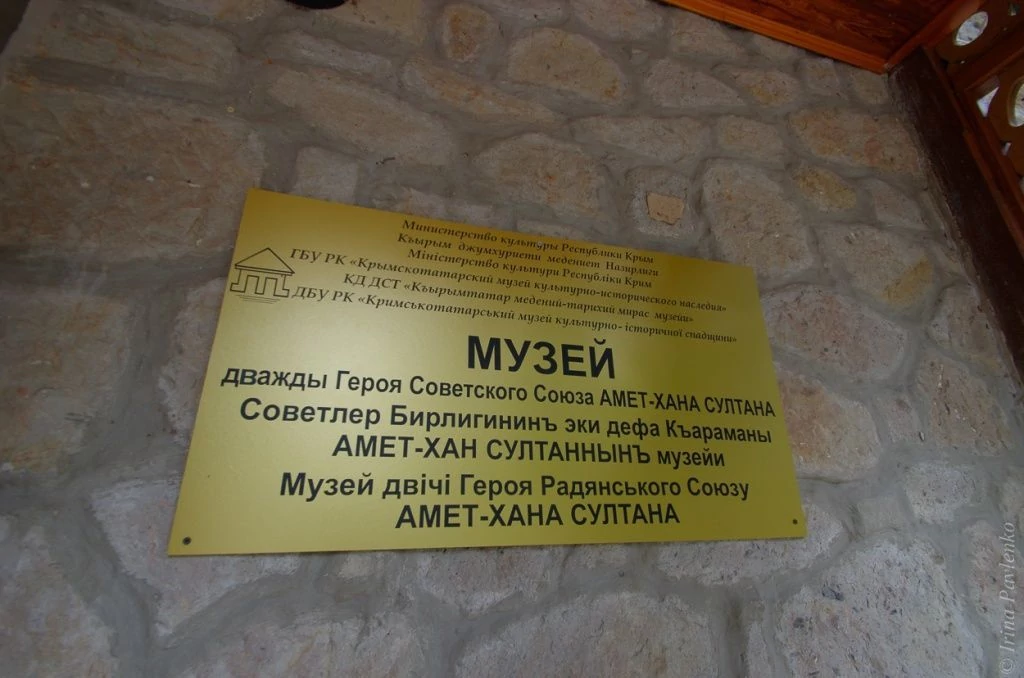 Министерство культуры Республики Крым
Къырым джумхуриети медениет Назирлиги
Міністерство культури Республіки Крим
ГБУ РК «Крымскотатарский музей культурно-исторического наследия»
КД ДСТ «Къырымтатар медений-тарихий мирас музейи»
ДБУ РК «Кримськотатарський музей культурно- історичної спадщини»
МУЗЕЙ
дважды Героя Советского Союза АМЕТ-ХАНА СУЛТАНА
Советлер Бирлигининъ эки дефа Къараманы
АМЕТ-ХАН СУЛТАННЫНЪ музейи
Музей двічі Героя Радянського Союзу
АМЕТ-ХАНА СУЛТАНА
© Irina Pavlenko